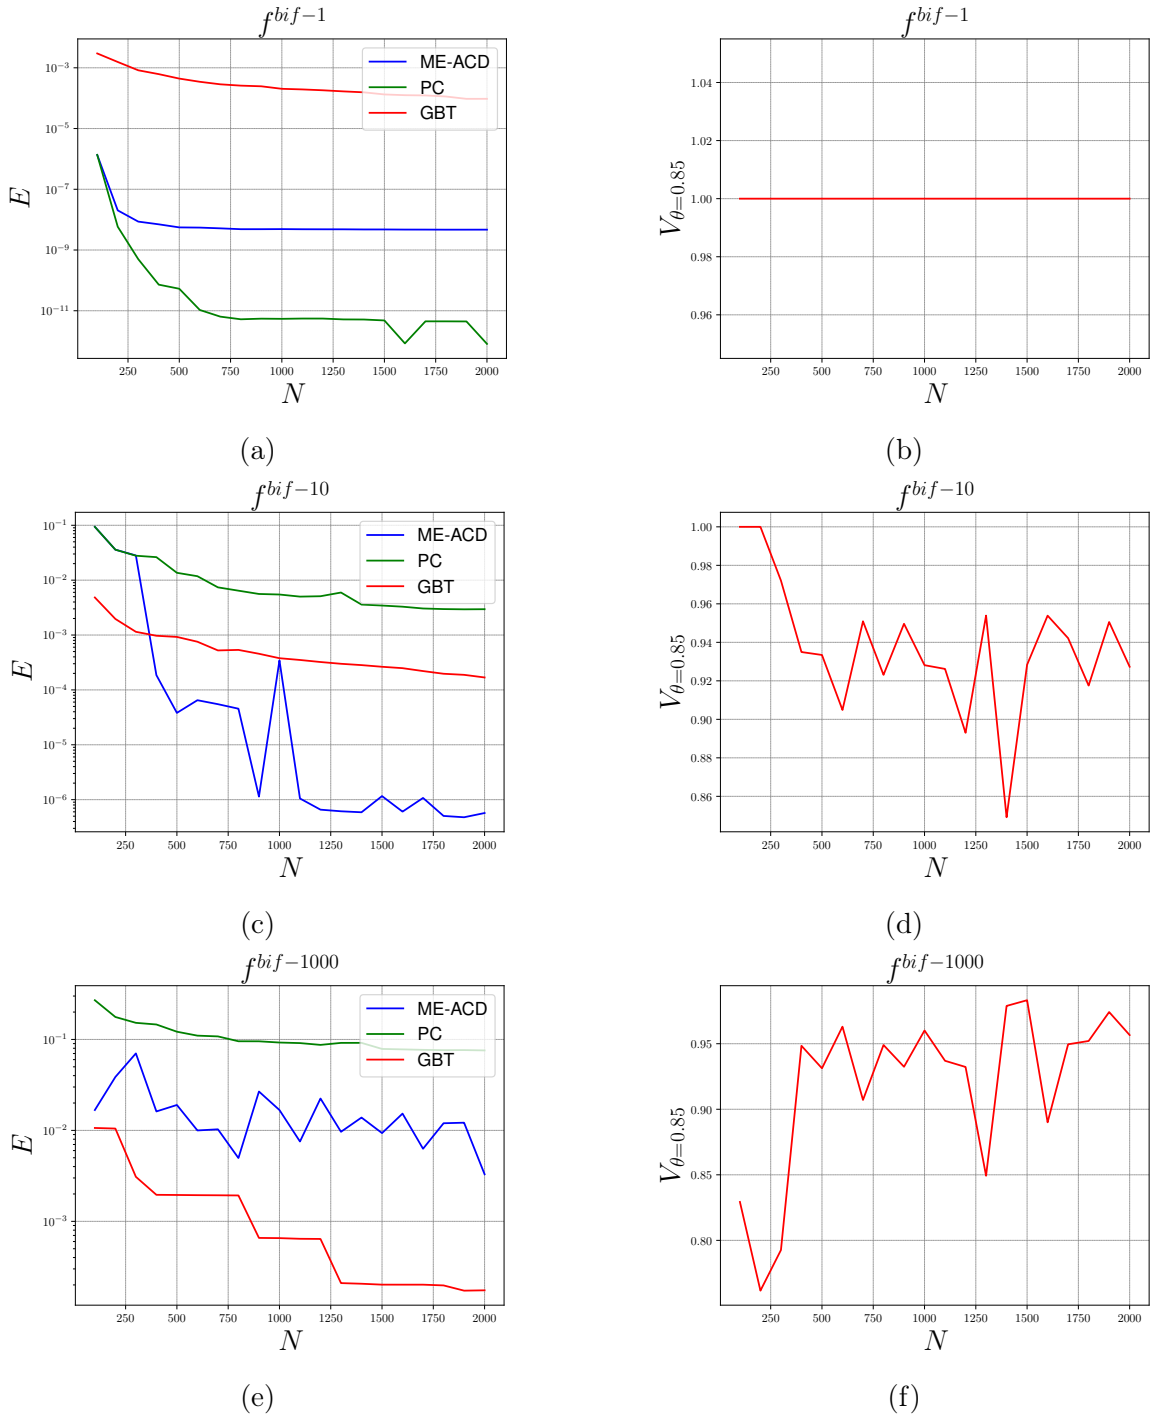 f^{bif-1}
E
10^{-3}
10^{-5}
10^{-7}
10^{-9}
10^{-11}
ME-ACD
PC
GBT
250 500 750 1000 1250 1500 1750 2000
N
(a)
f^{bif-1}
V_{θ=0.85}
1.04
1.02
1.00
0.98
0.96
250 500 750 1000 1250 1500 1750 2000
N
(b)
f^{bif-10}
E
10^{-1}
10^{-2}
10^{-3}
10^{-4}
10^{-5}
10^{-6}
ME-ACD
PC
GBT
250 500 750 1000 1250 1500 1750 2000
N
(c)
f^{bif-10}
V_{θ=0.85}
1.00
0.98
0.96
0.94
0.92
0.90
0.88
0.86
250 500 750 1000 1250 1500 1750 2000
N
(d)
f^{bif-1000}
E
10^{-1}
10^{-2}
10^{-3}
ME-ACD
PC
GBT
250 500 750 1000 1250 1500 1750 2000
N
(e)
f^{bif-1000}
V_{θ=0.85}
0.95
0.90
0.85
0.80
250 500 750 1000 1250 1500 1750 2000
N
(f)